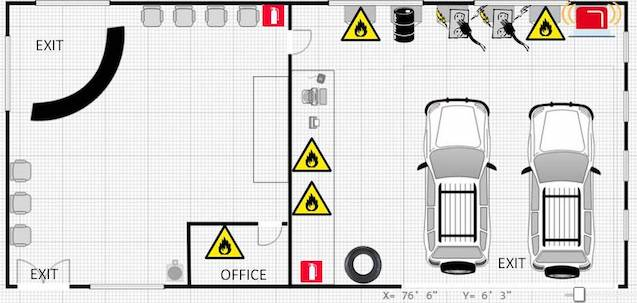 EXIT
EXIT
OFFICE
EXIT
X= 76' 6" Y= 6' 3"